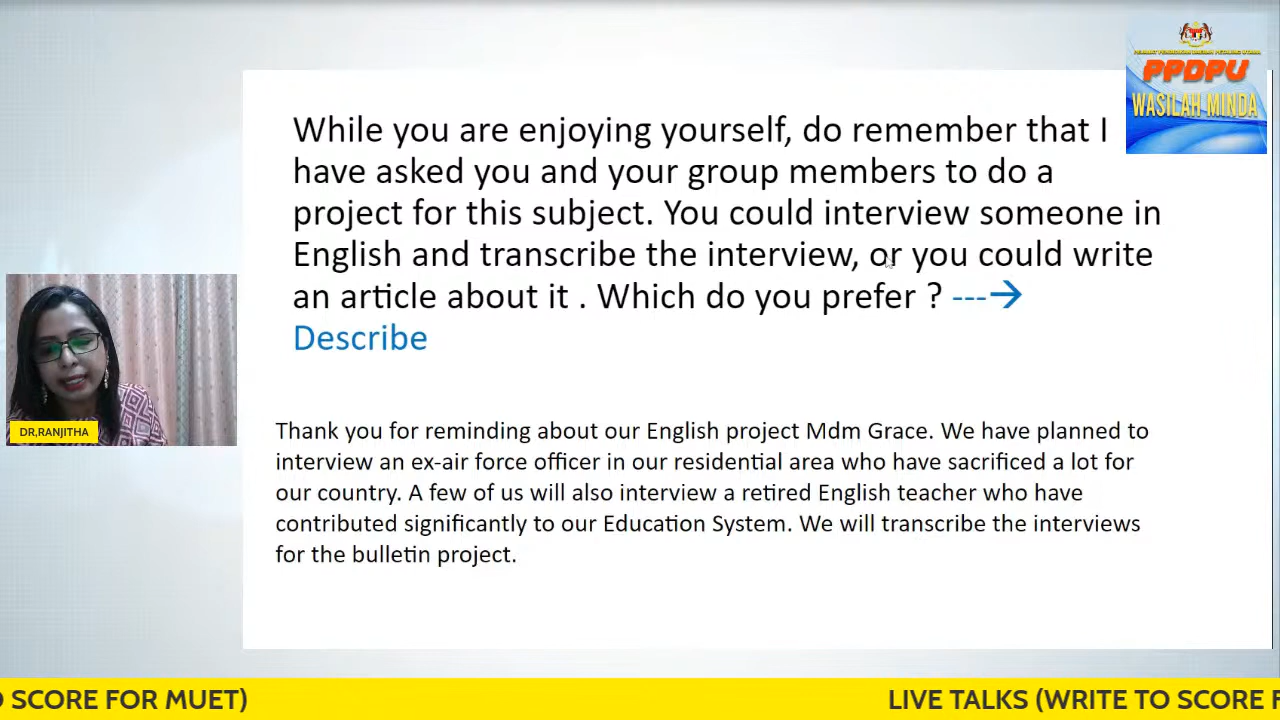 PPDPU
WASILAH MINDA
While you are enjoying yourself, do remember that I
have asked you and your group members to do a
project for this subject. You could interview someone in
English and transcribe the interview, or you could write
an article about it . Which do you prefer ? ---→
Describe
DR,RANJITHA
Thank you for reminding about our English project Mdm Grace. We have planned to
interview an ex-air force officer in our residential area who have sacrificed a lot for
our country. A few of us will also interview a retired English teacher who have
contributed significantly to our Education System. We will transcribe the interviews
for the bulletin project.
SCORE FOR MUET)
LIVE TALKS (WRITE TO SCORE